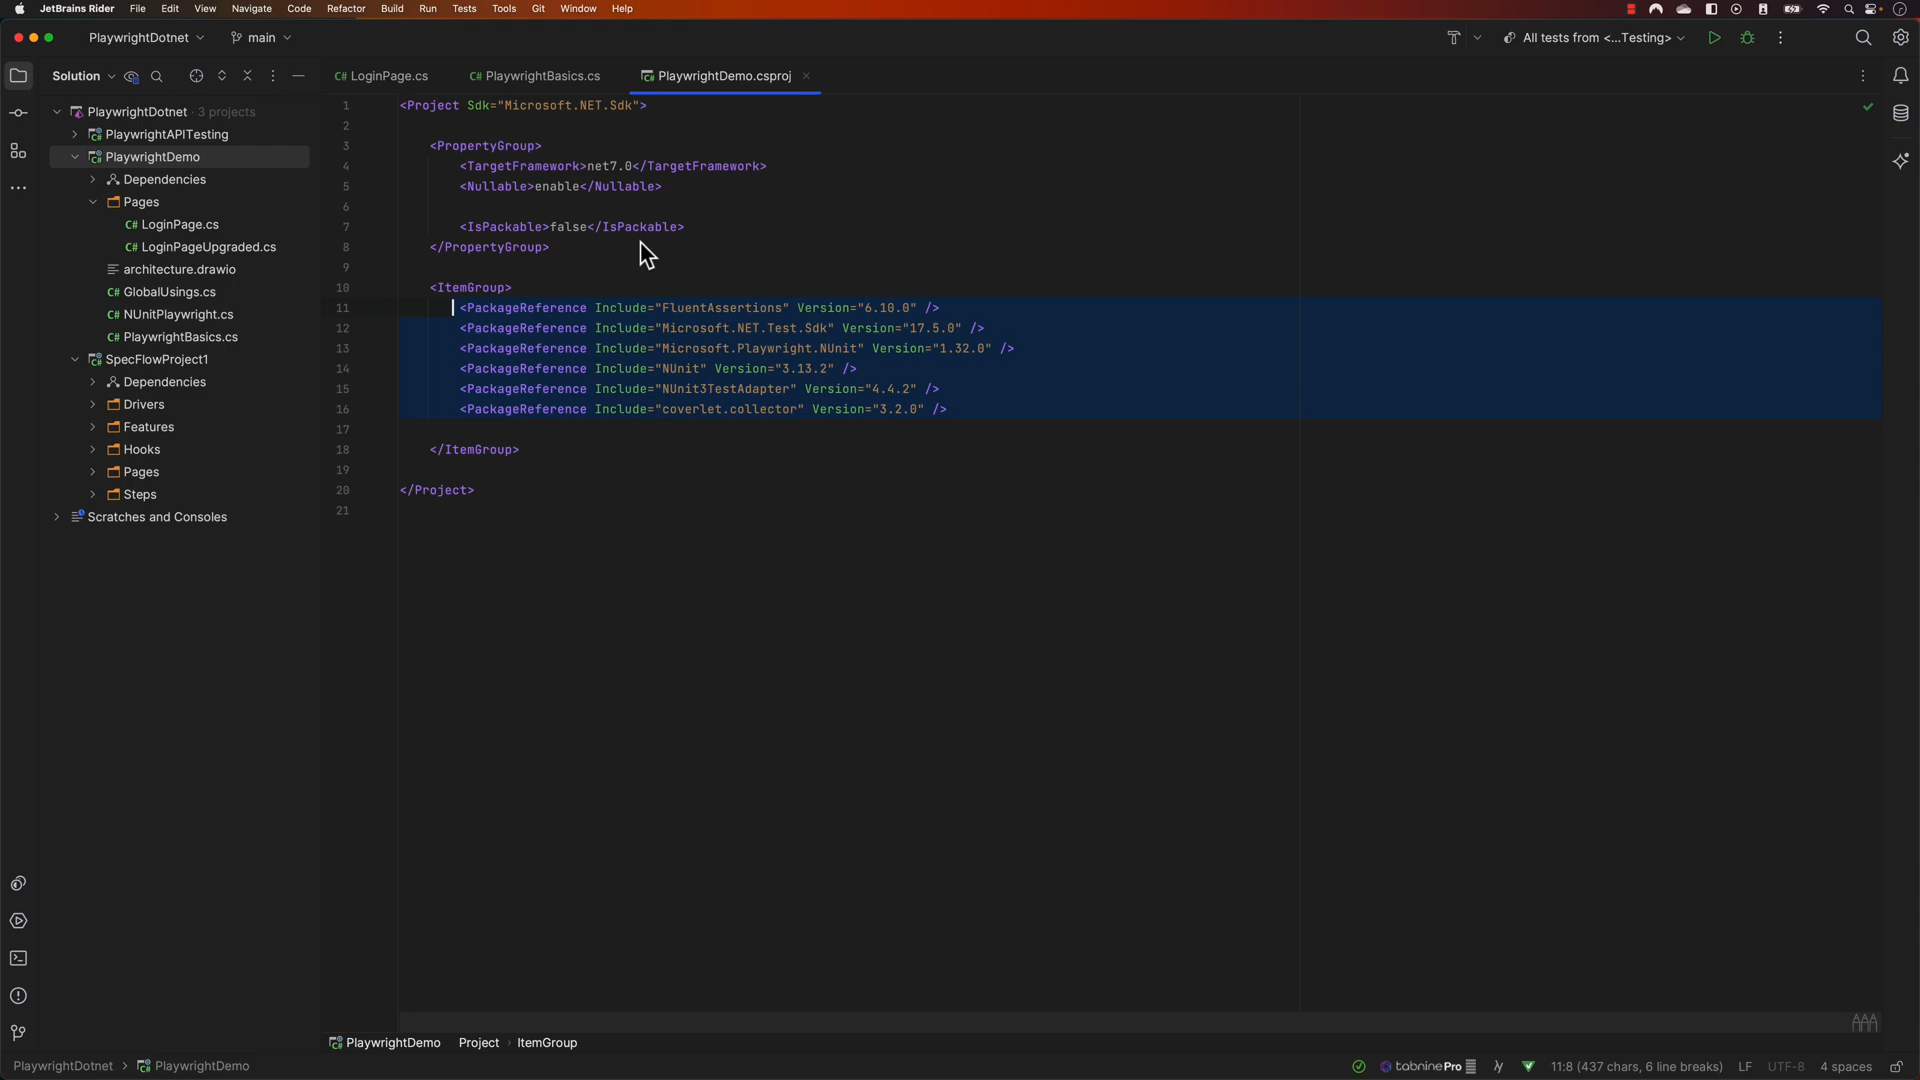 JetBrains Rider File Edit View Navigate Code Refactor Build Run Tests Tools Git Window Help
PlaywrightDotnet main All tests from <...Testing>
Solution
LoginPage.cs PlaywrightBasics.cs PlaywrightDemo.csproj
PlaywrightDotnet · 3 projects
PlaywrightAPITesting
PlaywrightDemo
Dependencies
Pages
C# LoginPage.cs
C# LoginPageUpgraded.cs
architecture.drawio
C# GlobalUsings.cs
C# NUnitPlaywright.cs
C# PlaywrightBasics.cs
SpecFlowProject1
Dependencies
Drivers
Features
Hooks
Pages
Steps
Scratches and Consoles
1 <Project Sdk="Microsoft.NET.Sdk">
2
3 <PropertyGroup>
4 <TargetFramework>net7.0</TargetFramework>
5 <Nullable>enable</Nullable>
6
7 <IsPackable>false</IsPackable>
8 </PropertyGroup>
9
10 <ItemGroup>
11 <PackageReference Include="FluentAssertions" Version="6.10.0" />
12 <PackageReference Include="Microsoft.NET.Test.Sdk" Version="17.5.0" />
13 <PackageReference Include="Microsoft.Playwright.NUnit" Version="1.32.0" />
14 <PackageReference Include="NUnit" Version="3.13.2" />
15 <PackageReference Include="NUnit3TestAdapter" Version="4.4.2" />
16 <PackageReference Include="coverlet.collector" Version="3.2.0" />
17
18 </ItemGroup>
19
20 </Project>
21
PlaywrightDemo Project › ItemGroup
PlaywrightDotnet > PlaywrightDemo
tabnine Pro 11:8 (437 chars, 6 line breaks) LF UTF-8 4 spaces